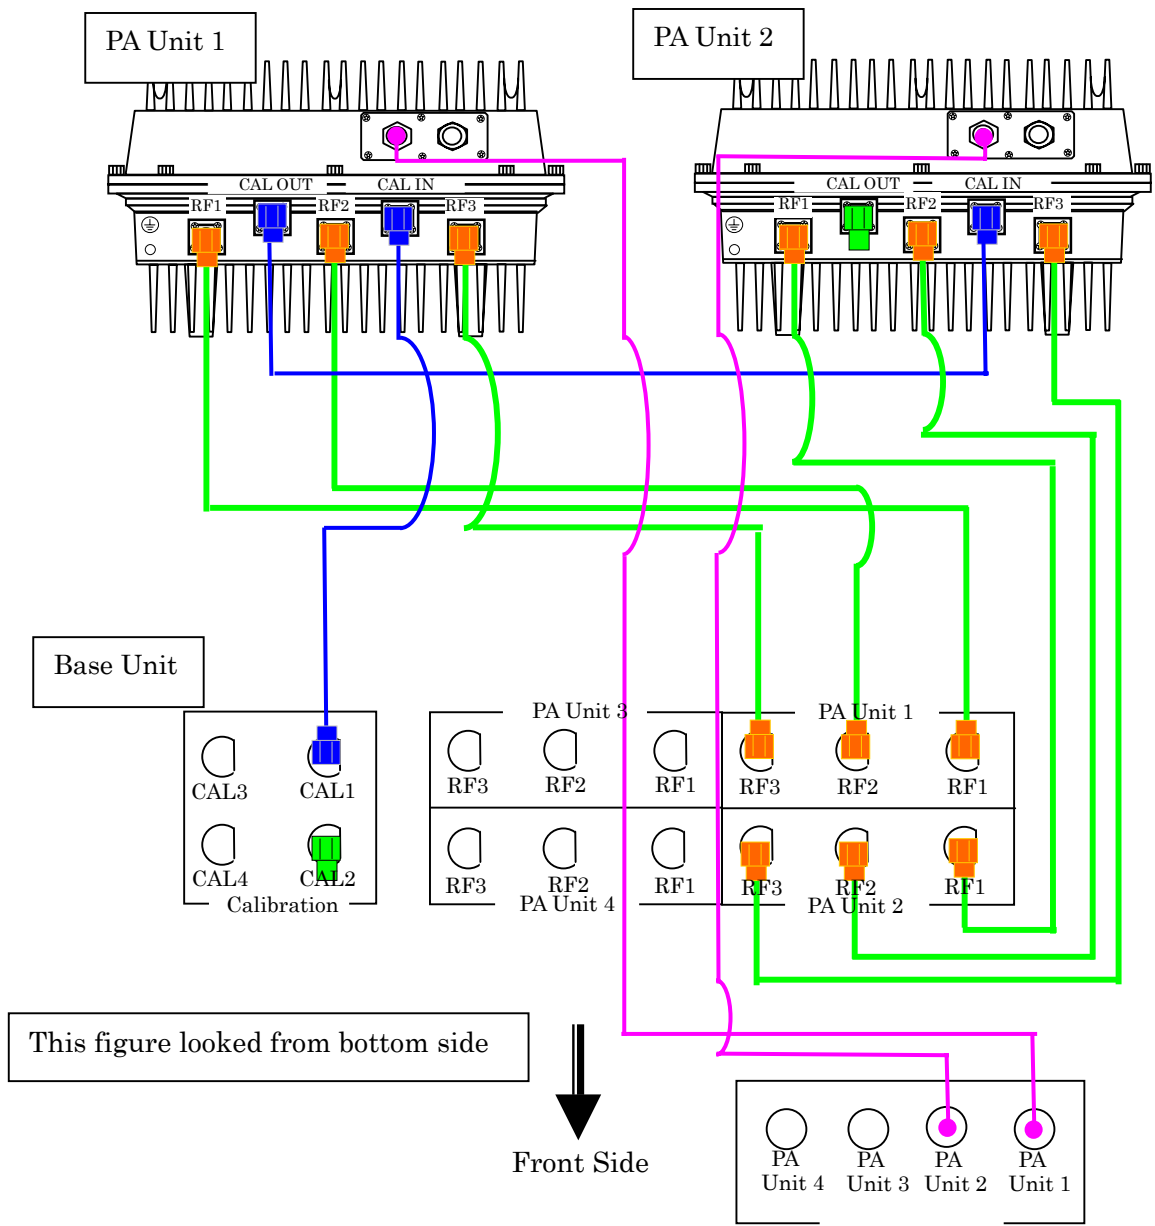 PA Unit 1
PA Unit 2
CAL OUT CAL IN
RF1 RF2 RF3
CAL OUT CAL IN
RF1 RF2 RF3
Base Unit
PA Unit 3
PA Unit 1
CAL3 CAL1
RF3 RF2 RF1 RF3 RF2 RF1
CAL4 CAL2
RF3 RF2 RF1 RF3 RF2 RF1
Calibration
PA Unit 4
PA Unit 2
This figure looked from bottom side
Front Side
PA PA PA PA
Unit 4 Unit 3 Unit 2 Unit 1